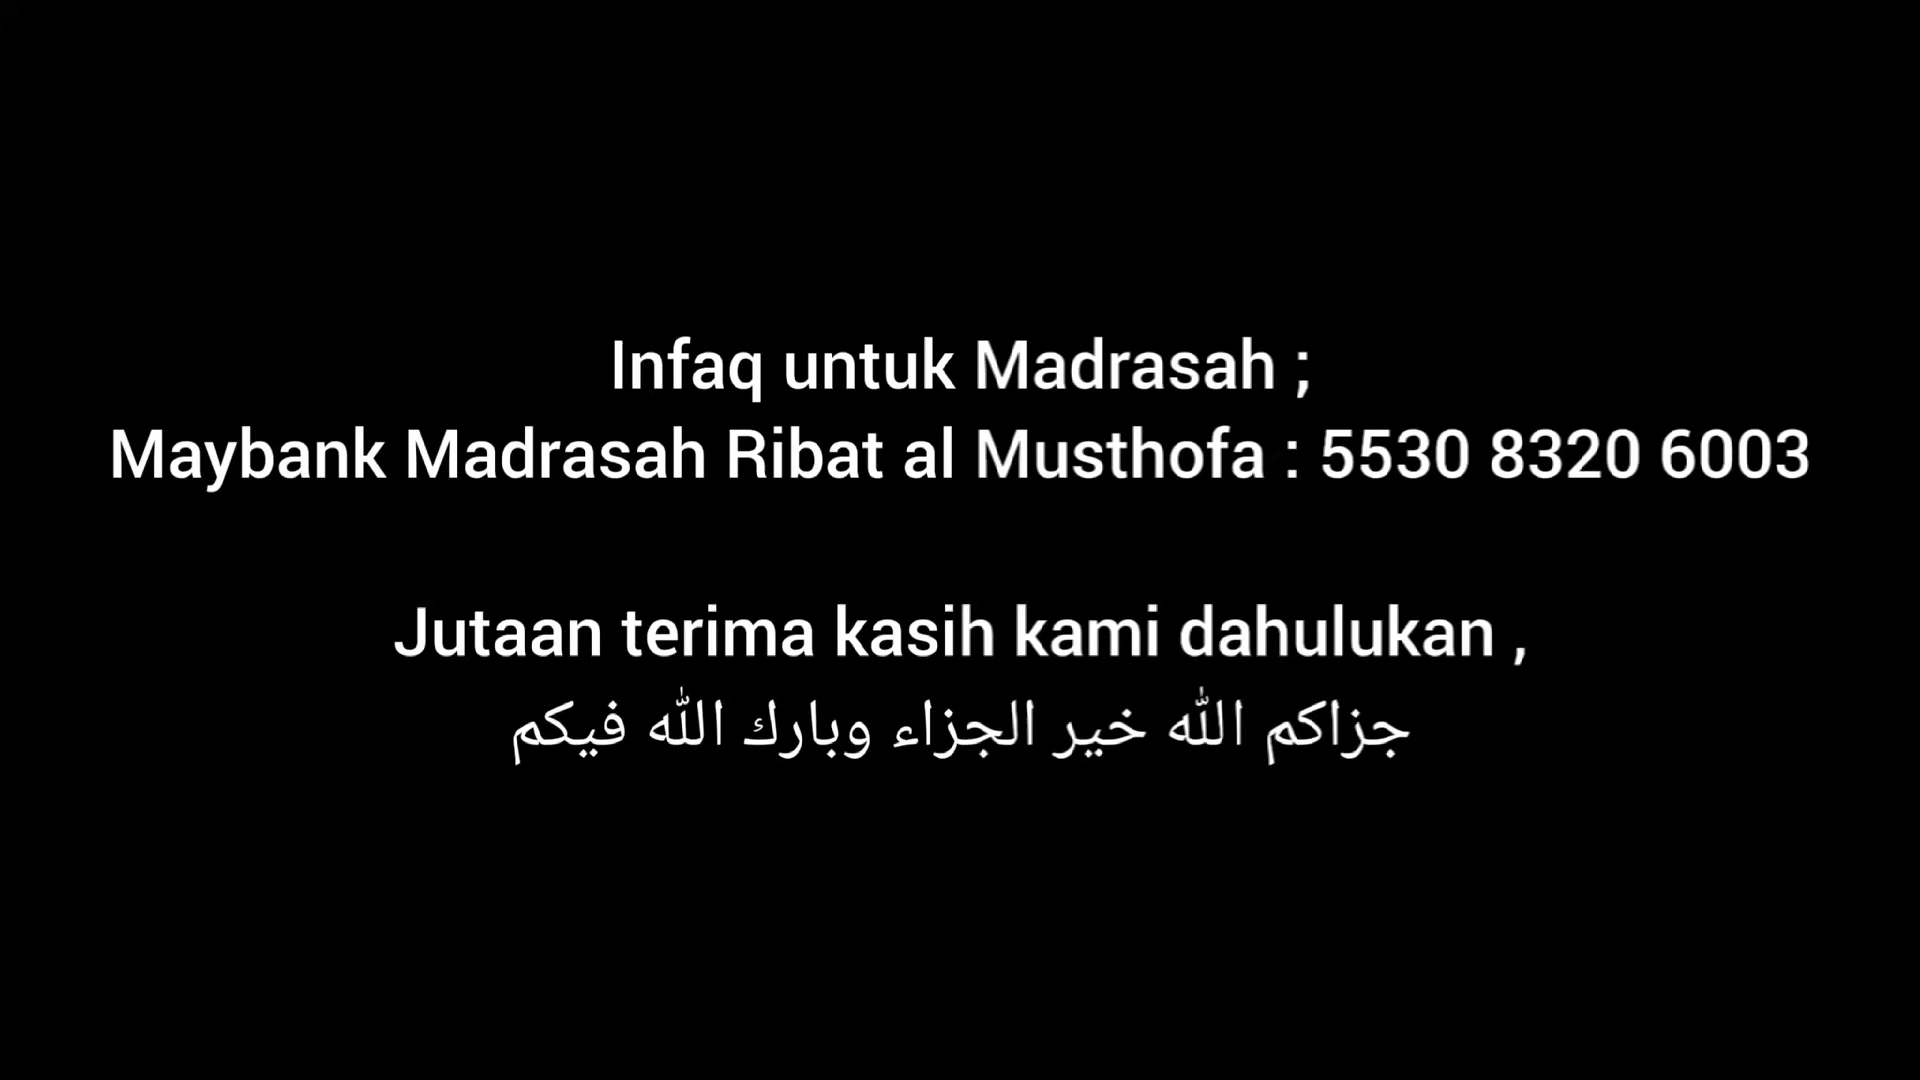 Infaq untuk Madrasah ;
Maybank Madrasah Ribat al Musthofa : 5530 8320 6003
Jutaan terima kasih kami dahulukan ,
جزاكم الله خير الجزاء وبارك الله فيكم